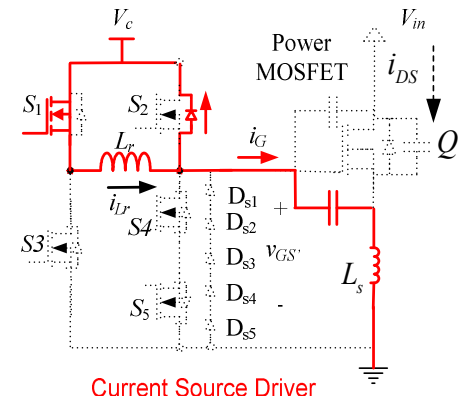 Vc
Vin
Power
MOSFET
iDS
S1
S2
Q
Lr
iG
iLr
Ds1
S4
Ds2
+
S3
Ds3
vGS'
Ls
S5
Ds4
-
Ds5
Current Source Driver